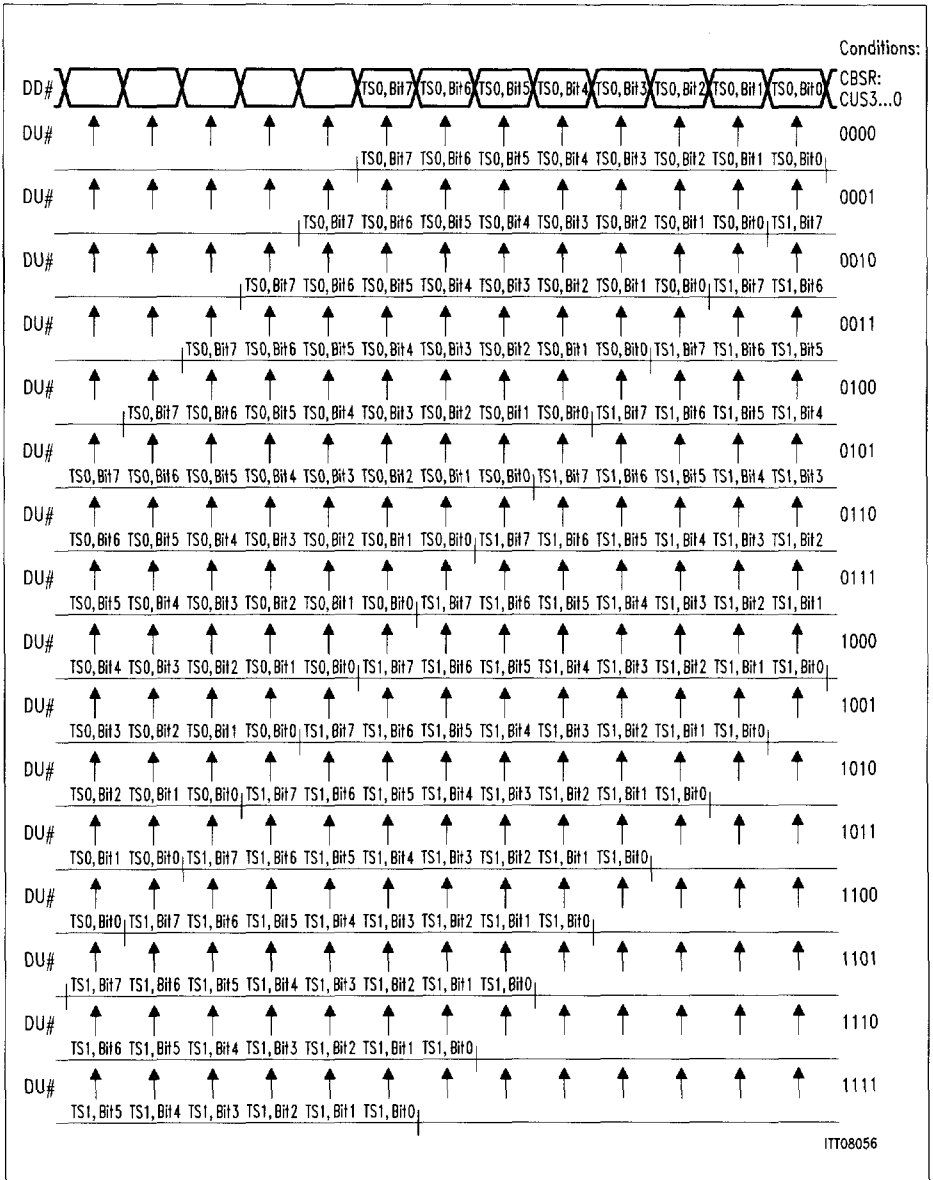 Conditions:
DD# TS0,Bit7 TS0,Bit6 TS0,Bit5 TS0,Bit4 TS0,Bit3 TS0,Bit2 TS0,Bit1 TS0,Bit0 CBSR:
CUS3...0
DU# 0000
TS0,Bit7 TS0,Bit6 TS0,Bit5 TS0,Bit4 TS0,Bit3 TS0,Bit2 TS0,Bit1 TS0,Bit0
DU# 0001
TS0,Bit7 TS0,Bit6 TS0,Bit5 TS0,Bit4 TS0,Bit3 TS0,Bit2 TS0,Bit1 TS0,Bit0 TS1,Bit7
DU# 0010
TS0,Bit7 TS0,Bit6 TS0,Bit5 TS0,Bit4 TS0,Bit3 TS0,Bit2 TS0,Bit1 TS0,Bit0 TS1,Bit7 TS1,Bit6
DU# 0011
TS0,Bit7 TS0,Bit6 TS0,Bit5 TS0,Bit4 TS0,Bit3 TS0,Bit2 TS0,Bit1 TS0,Bit0 TS1,Bit7 TS1,Bit6 TS1,Bit5
DU# 0100
TS0,Bit7 TS0,Bit6 TS0,Bit5 TS0,Bit4 TS0,Bit3 TS0,Bit2 TS0,Bit1 TS0,Bit0 TS1,Bit7 TS1,Bit6 TS1,Bit5 TS1,Bit4
DU# 0101
TS0,Bit7 TS0,Bit6 TS0,Bit5 TS0,Bit4 TS0,Bit3 TS0,Bit2 TS0,Bit1 TS0,Bit0 TS1,Bit7 TS1,Bit6 TS1,Bit5 TS1,Bit4 TS1,Bit3
DU# 0110
TS0,Bit6 TS0,Bit5 TS0,Bit4 TS0,Bit3 TS0,Bit2 TS0,Bit1 TS0,Bit0 TS1,Bit7 TS1,Bit6 TS1,Bit5 TS1,Bit4 TS1,Bit3 TS1,Bit2
DU# 0111
TS0,Bit5 TS0,Bit4 TS0,Bit3 TS0,Bit2 TS0,Bit1 TS0,Bit0 TS1,Bit7 TS1,Bit6 TS1,Bit5 TS1,Bit4 TS1,Bit3 TS1,Bit2 TS1,Bit1
DU# 1000
TS0,Bit4 TS0,Bit3 TS0,Bit2 TS0,Bit1 TS0,Bit0 TS1,Bit7 TS1,Bit6 TS1,Bit5 TS1,Bit4 TS1,Bit3 TS1,Bit2 TS1,Bit1 TS1,Bit0
DU# 1001
TS0,Bit3 TS0,Bit2 TS0,Bit1 TS0,Bit0 TS1,Bit7 TS1,Bit6 TS1,Bit5 TS1,Bit4 TS1,Bit3 TS1,Bit2 TS1,Bit1 TS1,Bit0
DU# 1010
TS0,Bit2 TS0,Bit1 TS0,Bit0 TS1,Bit7 TS1,Bit6 TS1,Bit5 TS1,Bit4 TS1,Bit3 TS1,Bit2 TS1,Bit1 TS1,Bit0
DU# 1011
TS0,Bit1 TS0,Bit0 TS1,Bit7 TS1,Bit6 TS1,Bit5 TS1,Bit4 TS1,Bit3 TS1,Bit2 TS1,Bit1 TS1,Bit0
DU# 1100
TS0,Bit0 TS1,Bit7 TS1,Bit6 TS1,Bit5 TS1,Bit4 TS1,Bit3 TS1,Bit2 TS1,Bit1 TS1,Bit0
DU# 1101
TS1,Bit7 TS1,Bit6 TS1,Bit5 TS1,Bit4 TS1,Bit3 TS1,Bit2 TS1,Bit1 TS1,Bit0
DU# 1110
TS1,Bit6 TS1,Bit5 TS1,Bit4 TS1,Bit3 TS1,Bit2 TS1,Bit1 TS1,Bit0
DU# 1111
TS1,Bit5 TS1,Bit4 TS1,Bit3 TS1,Bit2 TS1,Bit1 TS1,Bit0
ITT08056